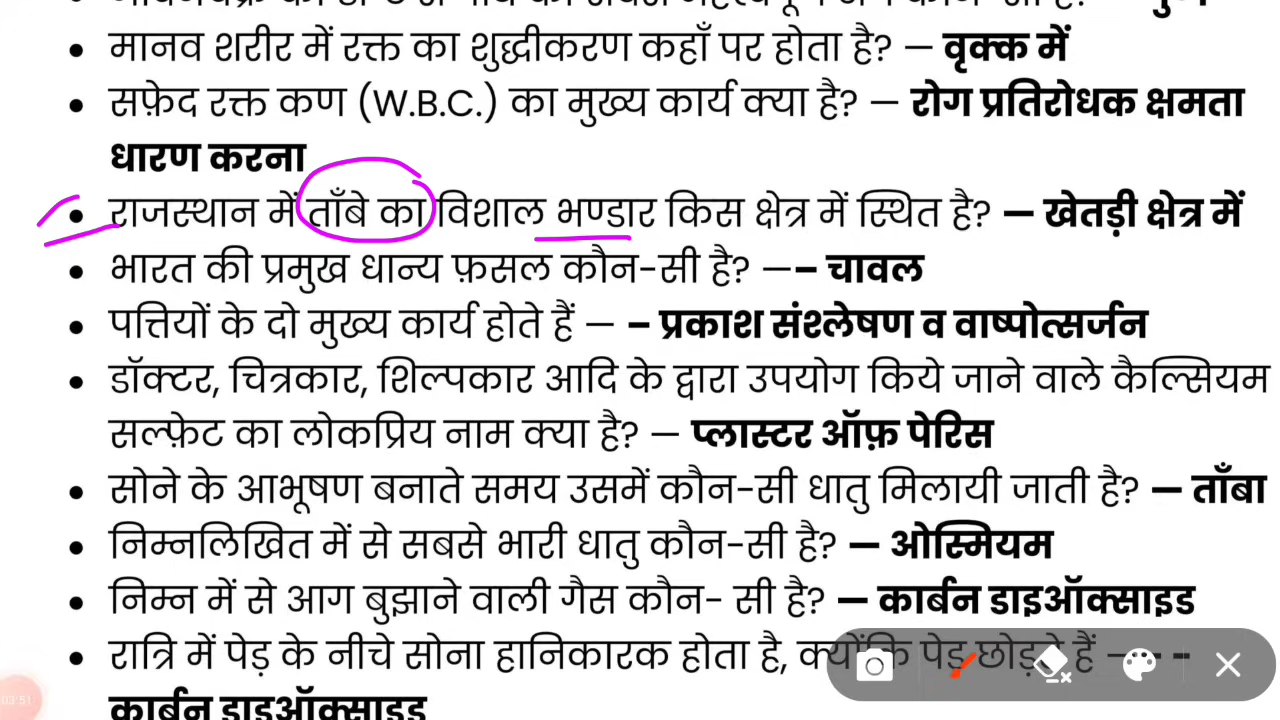 मानव शरीर में रक्त का शुद्धीकरण कहाँ पर होता है? — वृक्क में
सफ़ेद रक्त कण (W.B.C.) का मुख्य कार्य क्या है? — रोग प्रतिरोधक क्षमता
धारण करना
राजस्थान में ताँबे का विशाल भण्डार किस क्षेत्र में स्थित है? — खेतड़ी क्षेत्र में
भारत की प्रमुख धान्य फ़सल कौन-सी है? —– चावल
पत्तियों के दो मुख्य कार्य होते हैं — – प्रकाश संश्लेषण व वाष्पोत्सर्जन
डॉक्टर, चित्रकार, शिल्पकार आदि के द्वारा उपयोग किये जाने वाले कैल्सियम
सल्फ़ेट का लोकप्रिय नाम क्या है? — प्लास्टर ऑफ़ पेरिस
सोने के आभूषण बनाते समय उसमें कौन-सी धातु मिलायी जाती है? — ताँबा
निम्नलिखित में से सबसे भारी धातु कौन-सी है? — ओस्मियम
निम्न में से आग बुझाने वाली गैस कौन- सी है? — कार्बन डाइऑक्साइड
रात्रि में पेड़ के नीचे सोना हानिकारक होता है, क्योंकि पेड़ छोड़ते हैं — - -
कार्बन डाइऑक्साइड
03:51